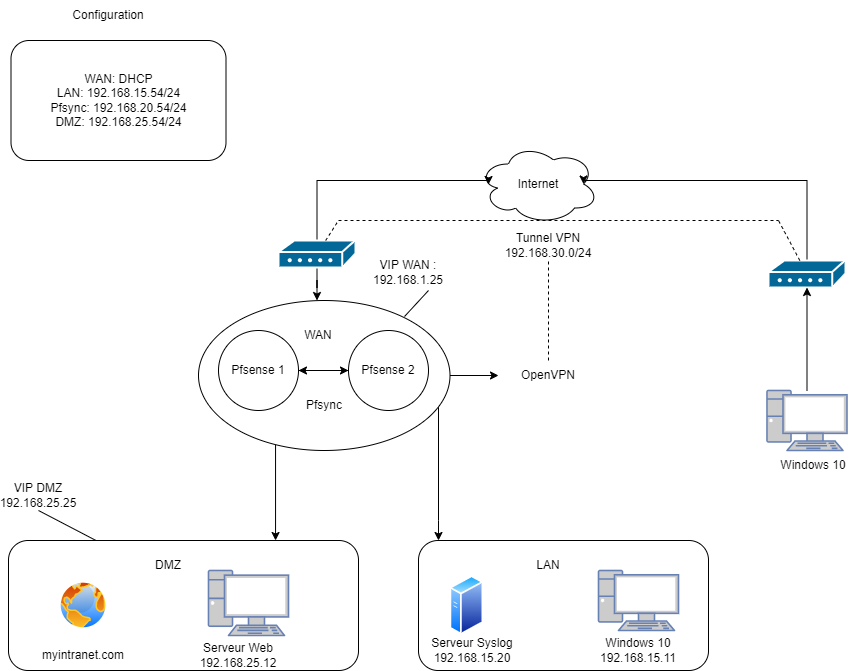 Configuration
WAN: DHCP
LAN: 192.168.15.54/24
Pfsync: 192.168.20.54/24
DMZ: 192.168.25.54/24
Internet
Tunnel VPN
192.168.30.0/24
VIP WAN :
192.168.1.25
WAN
Pfsense 1
Pfsense 2
Pfsync
OpenVPN
Windows 10
VIP DMZ
192.168.25.25
DMZ
myintranet.com
Serveur Web
192.168.25.12
LAN
Serveur Syslog
192.168.15.20
Windows 10
192.168.15.11